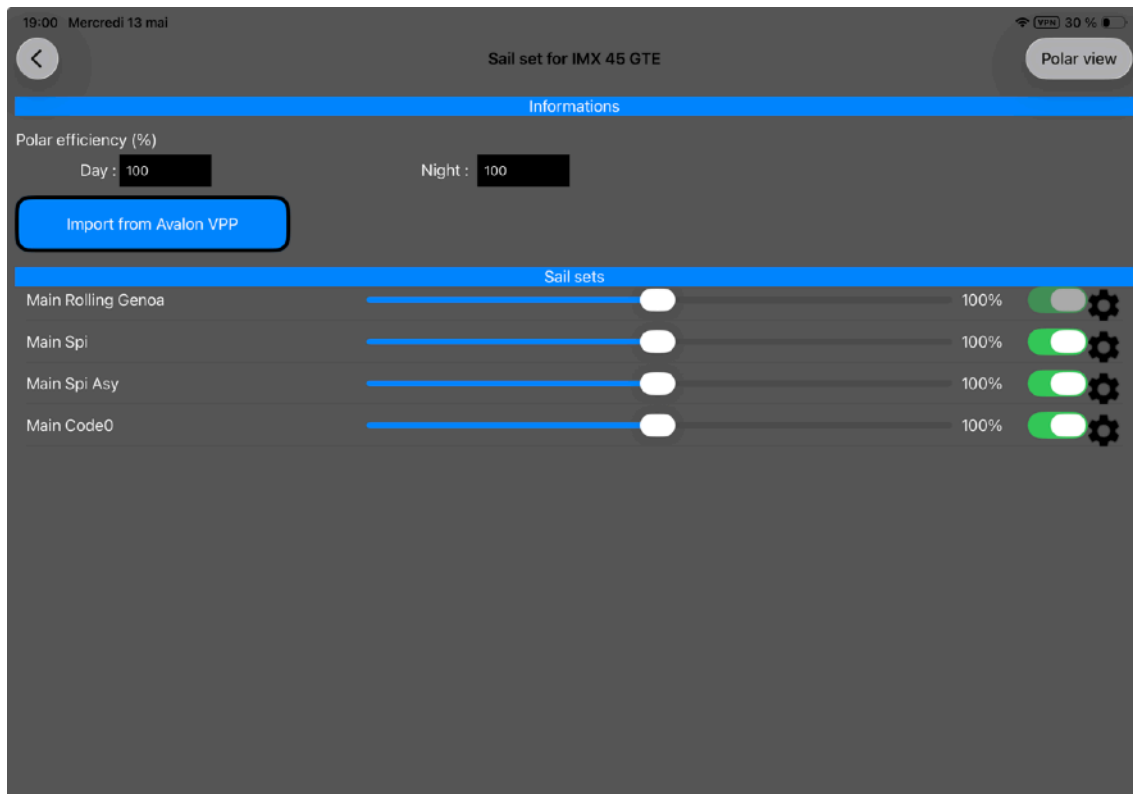 19:00 Mercredi 13 mai VPN 30 %
Sail set for IMX 45 GTE
Polar view
Informations
Polar efficiency (%)
Day : 100 Night : 100
Import from Avalon VPP
Sail sets
Main Rolling Genoa 100%
Main Spi 100%
Main Spi Asy 100%
Main Code0 100%